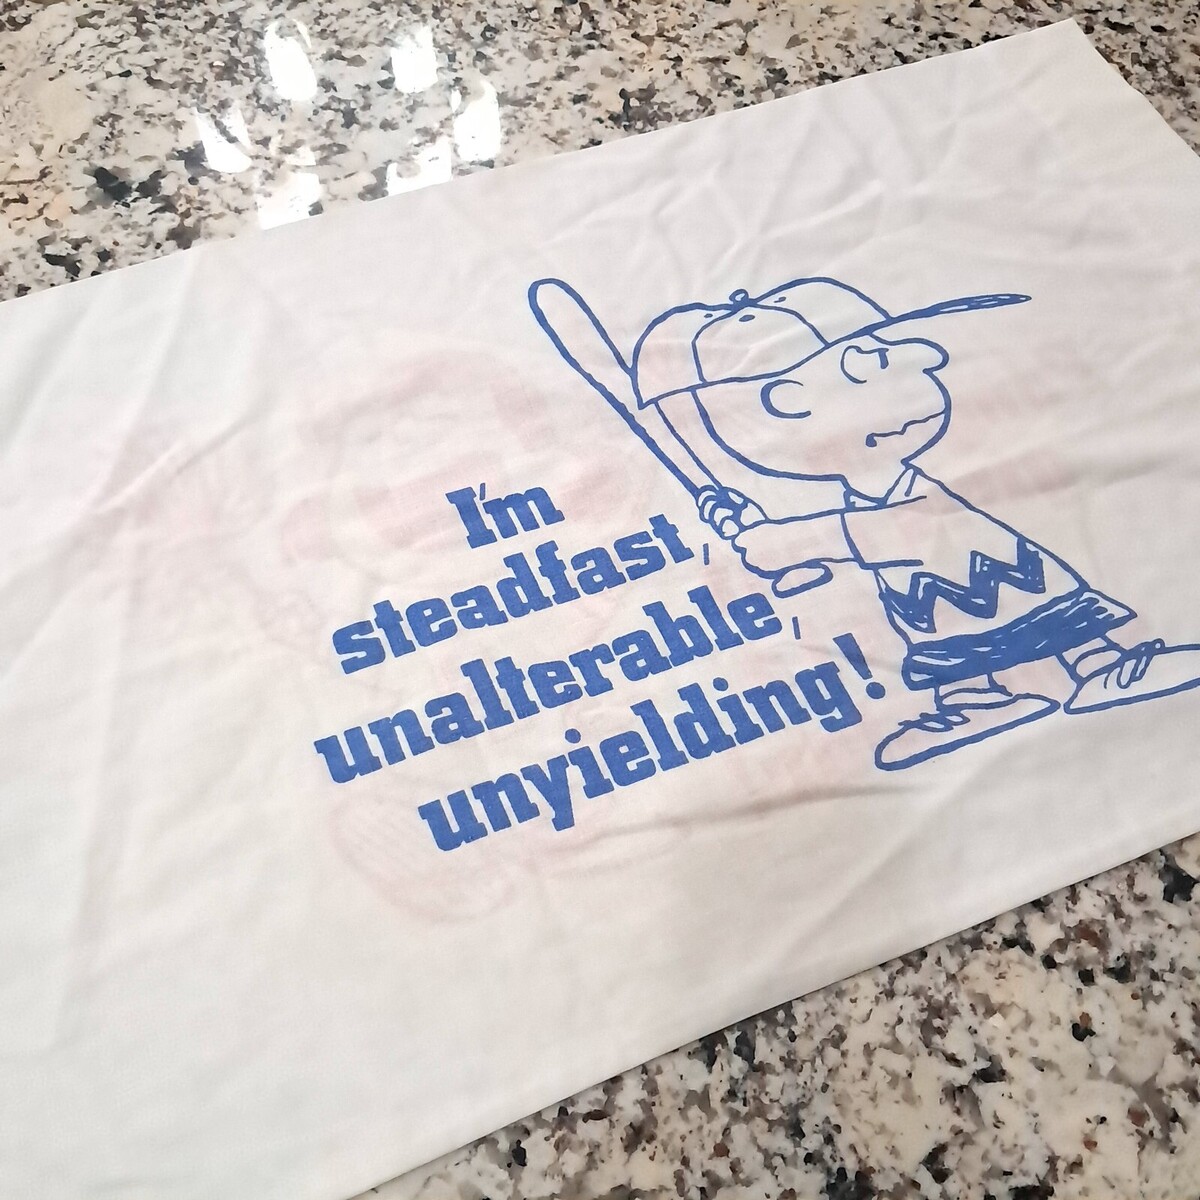 I'm
steadfast,
unalterable,
unyielding!